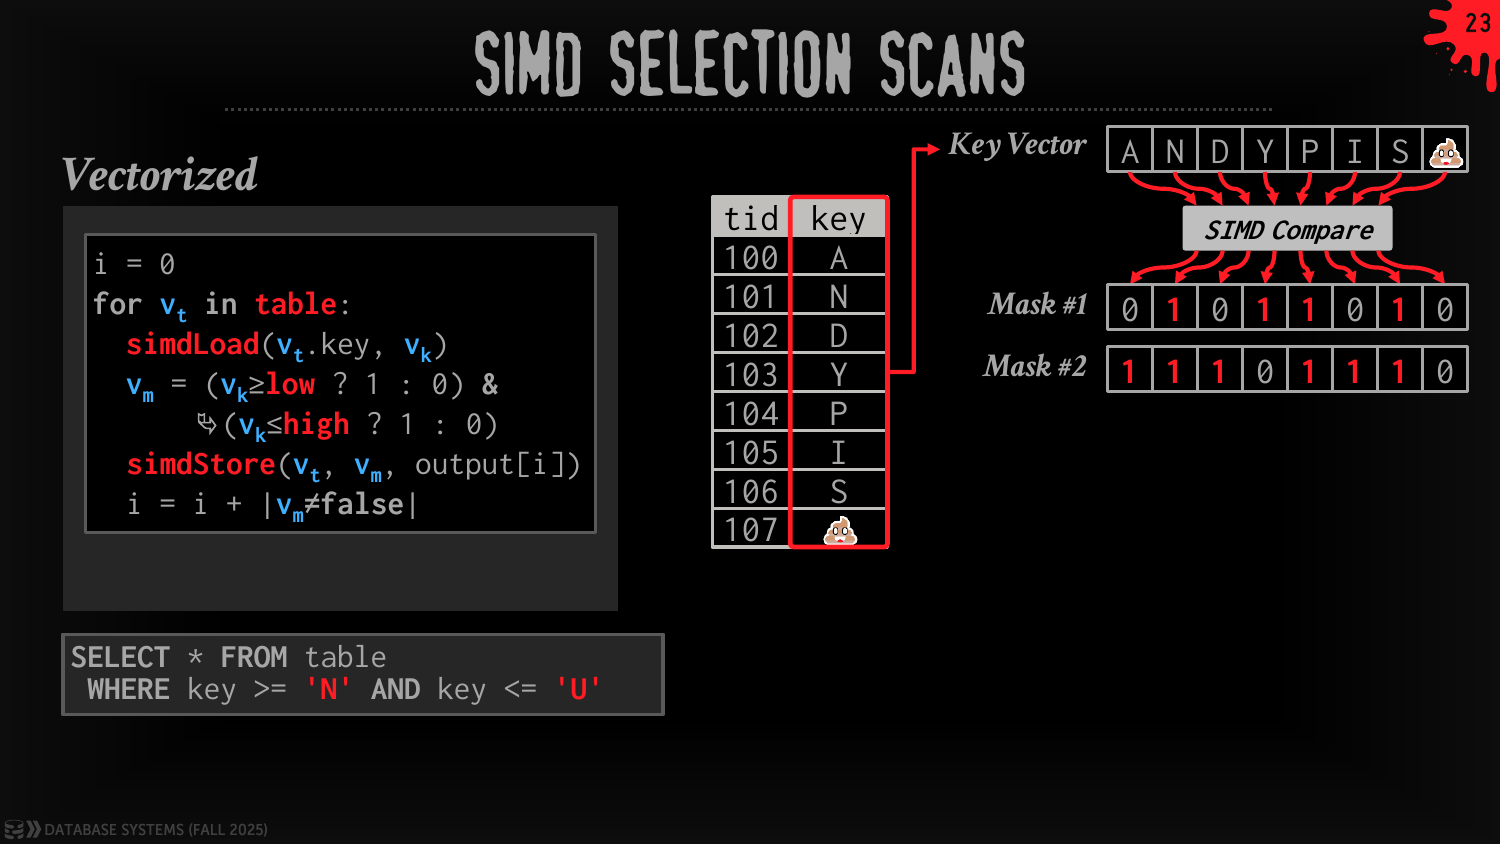 23
SIMD SELECTION SCANS
Vectorized
i = 0
for vt in table:
simdLoad(vt.key, vk)
vm = (vk≥low ? 1 : 0) &
⮱(vk≤high ? 1 : 0)
simdStore(vt, vm, output[i])
i = i + |vm≠false|
SELECT * FROM table
WHERE key >= 'N' AND key <= 'U'
tid key
100 A
101 N
102 D
103 Y
104 P
105 I
106 S
107 💩
Key Vector A N D Y P I S 💩
SIMD Compare
Mask #1 0 1 0 1 1 0 1 0
Mask #2 1 1 1 0 1 1 1 0
DATABASE SYSTEMS (FALL 2025)